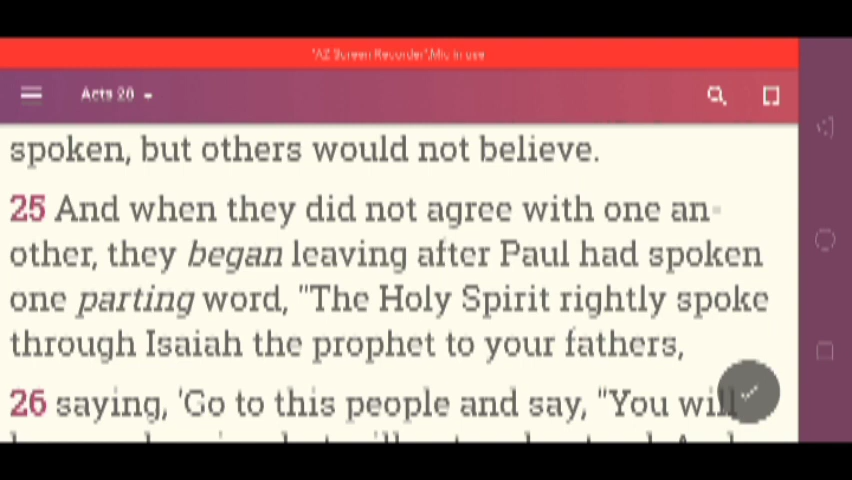 "AZ Screen Recorder",Mic in use
Acts 28
spoken, but others would not believe.
25 And when they did not agree with one an-
other, they began leaving after Paul had spoken
one parting word, "The Holy Spirit rightly spoke
through Isaiah the prophet to your fathers,
26 saying, 'Go to this people and say, "You will